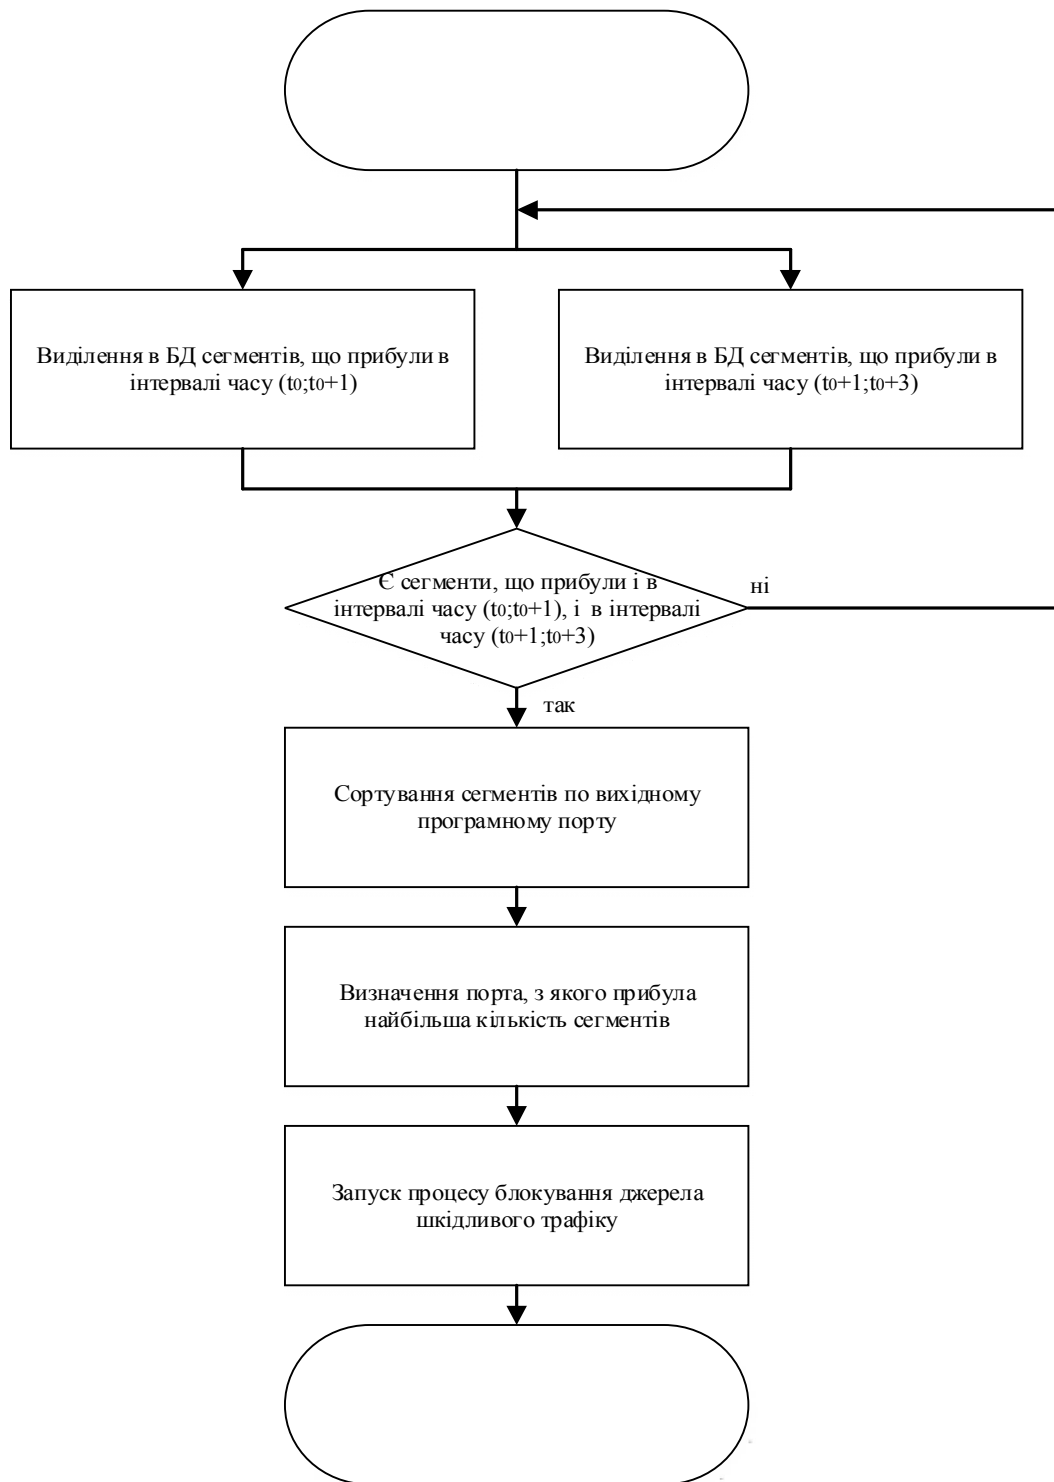 Виділення в БД сегментів, що прибули в
інтервалі часу (t0;t0+1)
Виділення в БД сегментів, що прибули в
інтервалі часу (t0+1;t0+3)
Є сегменти, що прибули і в
інтервалі часу (t0;t0+1), і в інтервалі
часу (t0+1;t0+3)
ні
так
Сортування сегментів по вихідному
програмному порту
Визначення порта, з якого прибула
найбільша кількість сегментів
Запуск процесу блокування джерела
шкідливого трафіку